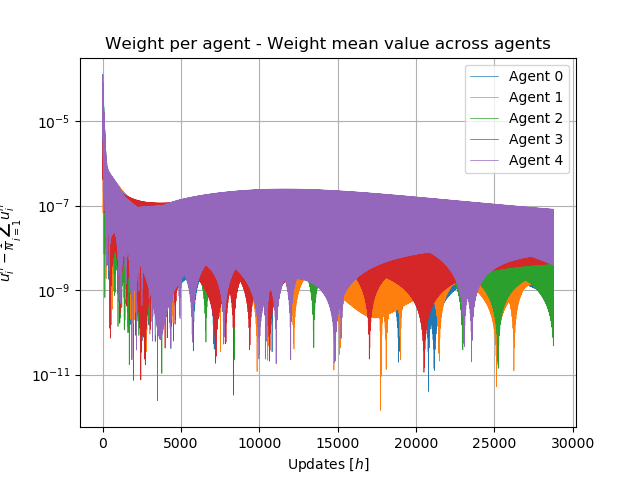 Weight per agent - Weight mean value across agents
Agent 0
Agent 1
Agent 2
Agent 3
Agent 4
10⁻⁵
10⁻⁷
10⁻⁹
10⁻¹¹
0 5000 10000 15000 20000 25000 30000
Updates [h]